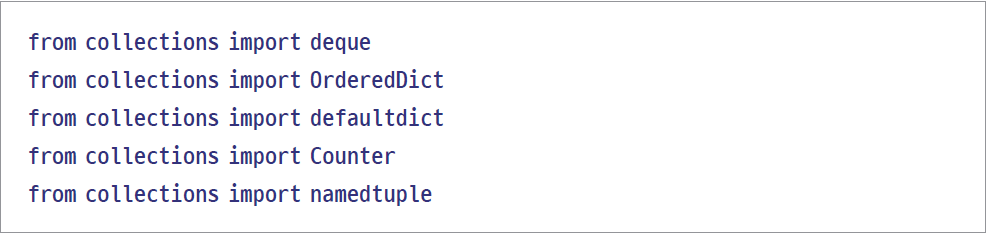 from collections import deque
from collections import OrderedDict
from collections import defaultdict
from collections import Counter
from collections import namedtuple